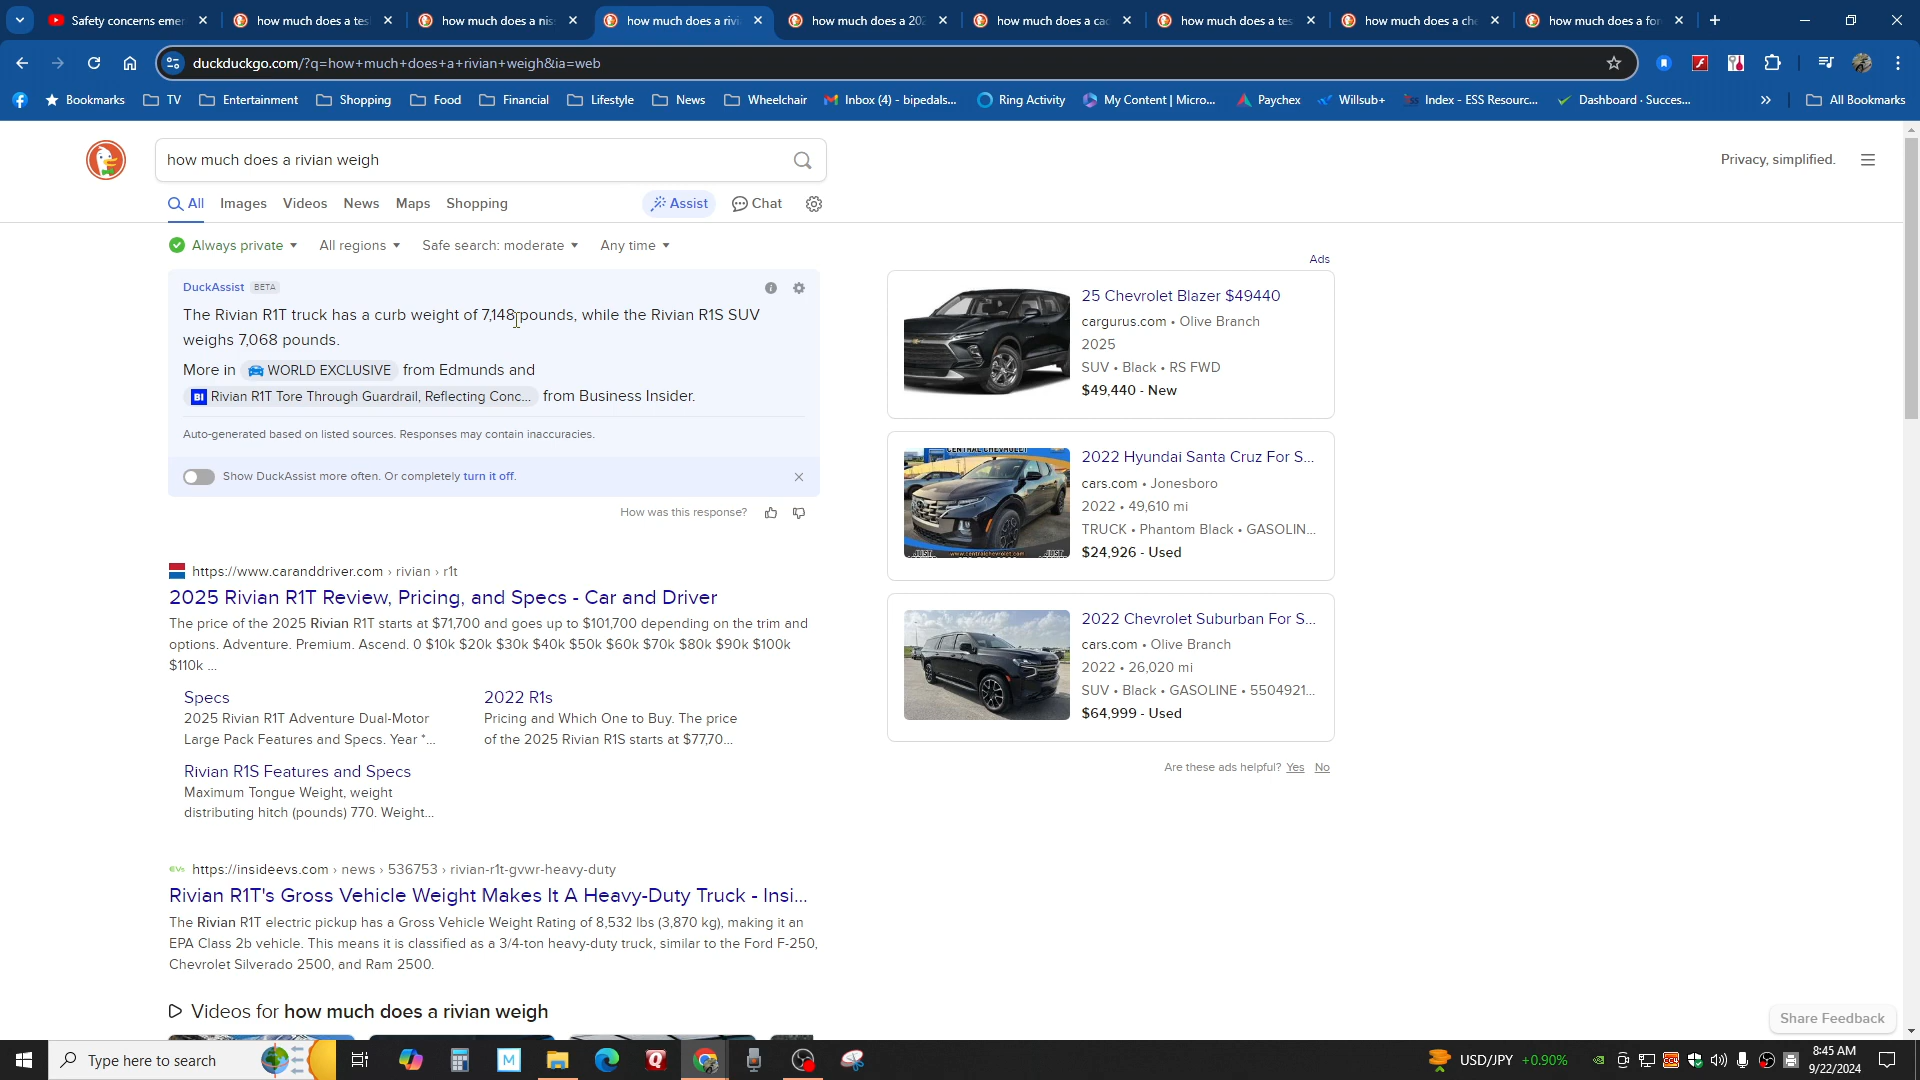 Safety concerns emer
how much does a tes
how much does a nis
how much does a rivi
how much does a 202
how much does a cac
how much does a tes
how much does a che
how much does a for
duckduckgo.com/?q=how+much+does+a+rivian+weigh&ia=web
Bookmarks TV Entertainment Shopping Food Financial Lifestyle News Wheelchair Inbox (4) - bipedals... Ring Activity My Content | Micro... Paychex Willsub+ Index - ESS Resourc... Dashboard · Succes... » All Bookmarks
how much does a rivian weigh
Privacy, simplified.
All Images Videos News Maps Shopping Assist Chat
Always private All regions Safe search: moderate Any time
DuckAssist BETA
The Rivian R1T truck has a curb weight of 7,148 pounds, while the Rivian R1S SUV
weighs 7,068 pounds.
More in WORLD EXCLUSIVE from Edmunds and
BI Rivian R1T Tore Through Guardrail, Reflecting Conc... from Business Insider.
Auto-generated based on listed sources. Responses may contain inaccuracies.
Show DuckAssist more often. Or completely turn it off.
How was this response?
https://www.caranddriver.com › rivian › r1t
2025 Rivian R1T Review, Pricing, and Specs - Car and Driver
The price of the 2025 Rivian R1T starts at $71,700 and goes up to $101,700 depending on the trim and
options. Adventure. Premium. Ascend. 0 $10k $20k $30k $40k $50k $60k $70k $80k $90k $100k
$110k ...
Specs
2025 Rivian R1T Adventure Dual-Motor
Large Pack Features and Specs. Year *...
2022 R1s
Pricing and Which One to Buy. The price
of the 2025 Rivian R1S starts at $77,70...
Rivian R1S Features and Specs
Maximum Tongue Weight, weight
distributing hitch (pounds) 770. Weight...
https://insideevs.com › news › 536753 › rivian-r1t-gvwr-heavy-duty
Rivian R1T's Gross Vehicle Weight Makes It A Heavy-Duty Truck - Insi...
The Rivian R1T electric pickup has a Gross Vehicle Weight Rating of 8,532 lbs (3,870 kg), making it an
EPA Class 2b vehicle. This means it is classified as a 3/4-ton heavy-duty truck, similar to the Ford F-250,
Chevrolet Silverado 2500, and Ram 2500.
Videos for how much does a rivian weigh
Ads
25 Chevrolet Blazer $49440
cargurus.com • Olive Branch
2025
SUV • Black • RS FWD
$49,440 - New
CENTRAL CHEVROLET
www.centralchevrolet.com
2022 Hyundai Santa Cruz For S...
cars.com • Jonesboro
2022 • 49,610 mi
TRUCK • Phantom Black • GASOLIN...
$24,926 - Used
2022 Chevrolet Suburban For S...
cars.com • Olive Branch
2022 • 26,020 mi
SUV • Black • GASOLINE • 5504921...
$64,999 - Used
Are these ads helpful? Yes No
Share Feedback
Type here to search
USD/JPY +0.90%
8:45 AM
9/22/2024